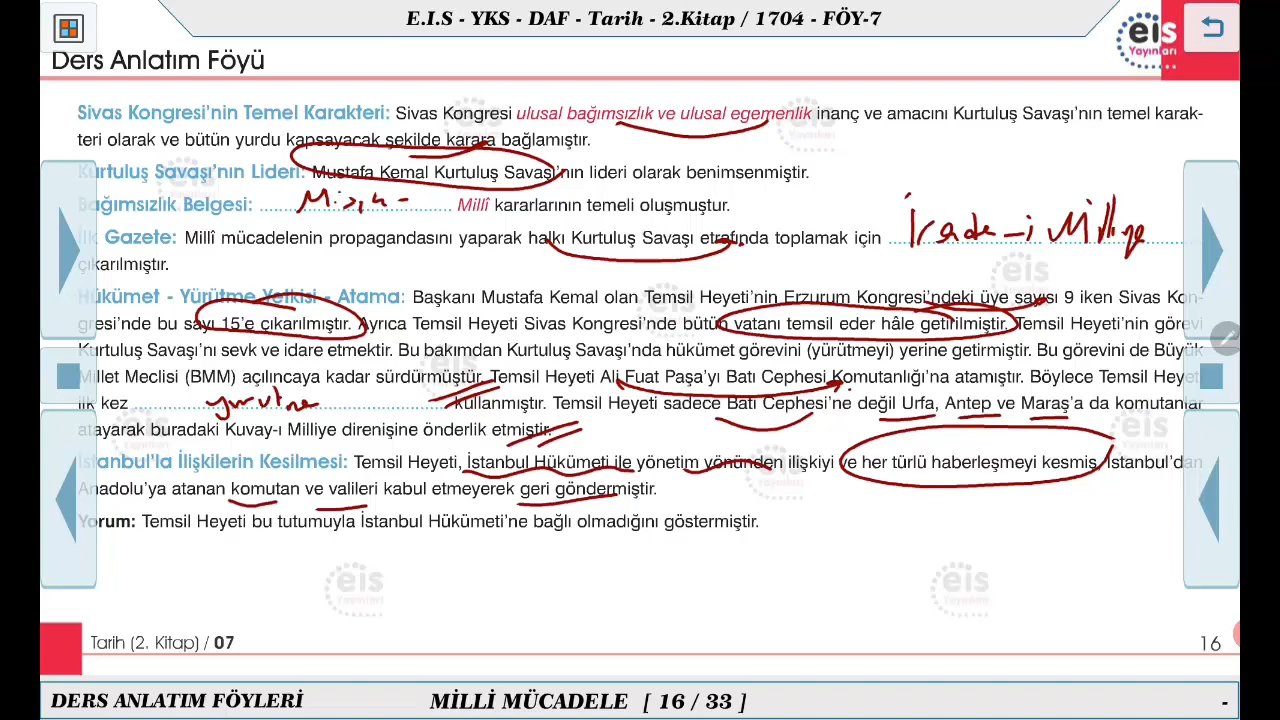 E.I.S - YKS - DAF - Tarih - 2.Kitap / 1704 - FÖY-7
eis
Yayınları
Ders Anlatım Föyü
Sivas Kongresi'nin Temel Karakteri: Sivas Kongresi ulusal bağımsızlık ve ulusal egemenlik inanç ve amacını Kurtuluş Savaşı'nın temel karak-
teri olarak ve bütün yurdu kapsayacak şekilde karara bağlamıştır.
Kurtuluş Savaşı'nın Lideri: Mustafa Kemal Kurtuluş Savaşı'nın lideri olarak benimsenmiştir.
Bağımsızlık Belgesi: Misak- Millî kararlarının temeli oluşmuştur.
İlk Gazete: Millî mücadelenin propagandasını yaparak halkı Kurtuluş Savaşı etrafında toplamak için İrade-i Milliye
çıkarılmıştır.
Hükümet - Yürütme Yetkisi - Atama: Başkanı Mustafa Kemal olan Temsil Heyeti'nin Erzurum Kongresi'ndeki üye sayısı 9 iken Sivas Kon-
gresi'nde bu sayı 15'e çıkarılmıştır. Ayrıca Temsil Heyeti Sivas Kongresi'nde bütün vatanı temsil eder hâle getirilmiştir. Temsil Heyeti'nin görevi
Kurtuluş Savaşı'nı sevk ve idare etmektir. Bu bakımdan Kurtuluş Savaşı'nda hükümet görevini (yürütmeyi) yerine getirmiştir. Bu görevini de Büyük
Millet Meclisi (BMM) açılıncaya kadar sürdürmüştür. Temsil Heyeti Ali Fuat Paşa'yı Batı Cephesi Komutanlığı'na atamıştır. Böylece Temsil Heyet
ilk kez yürütme kullanmıştır. Temsil Heyeti sadece Batı Cephesi'ne değil Urfa, Antep ve Maraş'a da komutanlar
atayarak buradaki Kuvay-ı Milliye direnişine önderlik etmiştir.
İstanbul'la İlişkilerin Kesilmesi: Temsil Heyeti, İstanbul Hükümeti ile yönetim yönünden ilişkiyi ve her türlü haberleşmeyi kesmiş, İstanbul'dan
Anadolu'ya atanan komutan ve valileri kabul etmeyerek geri göndermiştir.
Yorum: Temsil Heyeti bu tutumuyla İstanbul Hükümeti'ne bağlı olmadığını göstermiştir.
Tarih (2. Kitap) / 07
16
DERS ANLATIM FÖYLERİ
MİLLİ MÜCADELE [ 16 / 33 ]
-